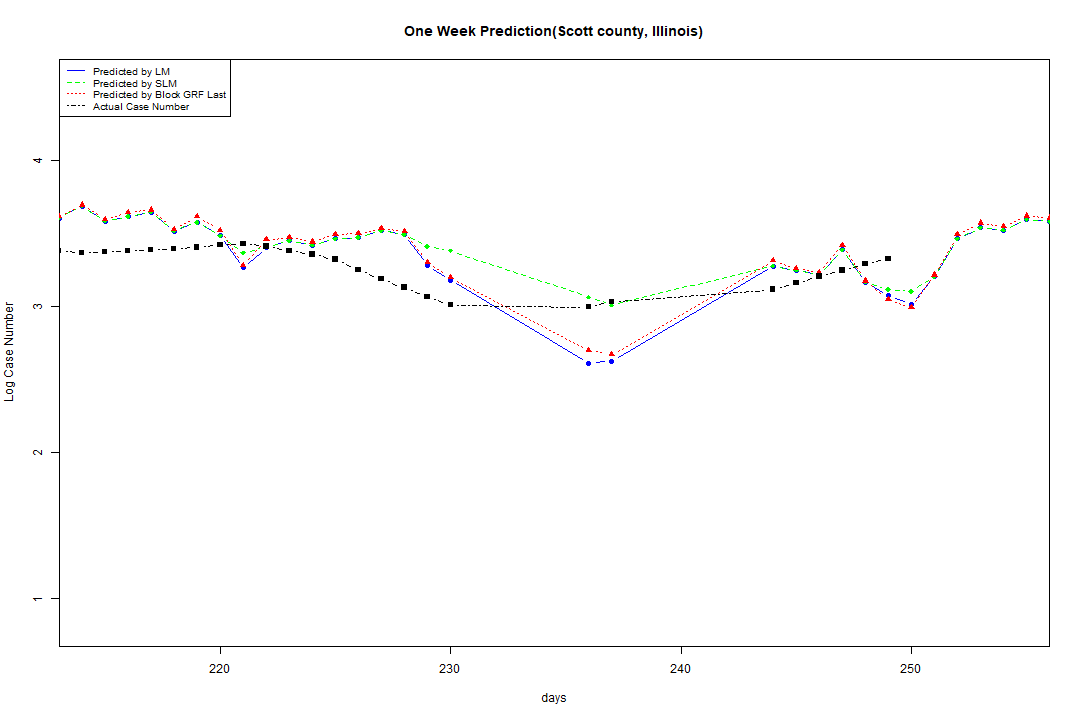 One Week Prediction(Scott county, Illinois)
Predicted by LM
Predicted by SLM
Predicted by Block GRF Last
Actual Case Number
4
3
2
1
Log Case Number
220 230 240 250
days